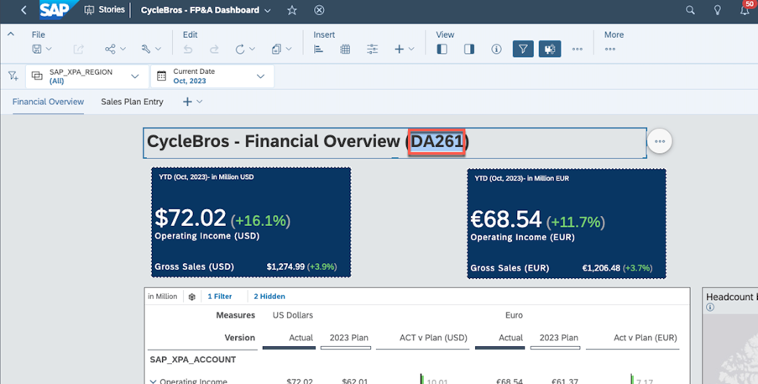 SAP Stories CycleBros - FP&A Dashboard 50
File Edit Insert View More
SAP_XPA_REGION
(All)
Current Date
Oct, 2023
Financial Overview Sales Plan Entry
CycleBros - Financial Overview (DA261)
YTD (Oct, 2023)- in Million USD
$72.02 (+16.1%)
Operating Income (USD)
Gross Sales (USD) $1,274.99 (+3.9%)
YTD (Oct, 2023)- in Million EUR
€68.54 (+11.7%)
Operating Income (EUR)
Gross Sales (EUR) €1,206.48 (+3.7%)
in Million 1 Filter 2 Hidden
Headcount b
Measures US Dollars Euro
Version Actual 2023 Plan ACT v Plan (USD) Actual 2023 Plan Act v Plan (EUR)
SAP_XPA_ACCOUNT
Operating Income $72.02 $62.01 10.01 €68.54 €61.37 7.17